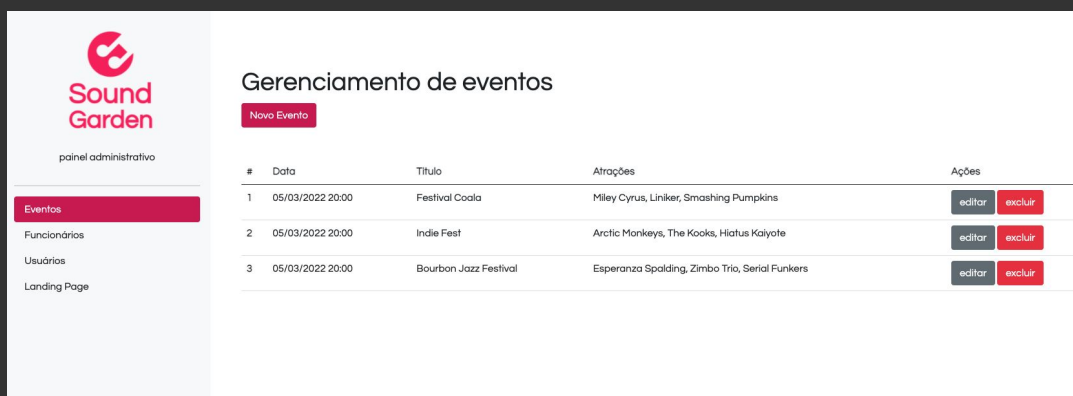 Sound
Garden
painel administrativo
Eventos
Funcionários
Usuários
Landing Page
Gerenciamento de eventos
Novo Evento
# Data Título Atrações Ações
1 05/03/2022 20:00 Festival Coala Miley Cyrus, Liniker, Smashing Pumpkins editar excluir
2 05/03/2022 20:00 Indie Fest Arctic Monkeys, The Kooks, Hiatus Kaiyote editar excluir
3 05/03/2022 20:00 Bourbon Jazz Festival Esperanza Spalding, Zimbo Trio, Serial Funkers editar excluir